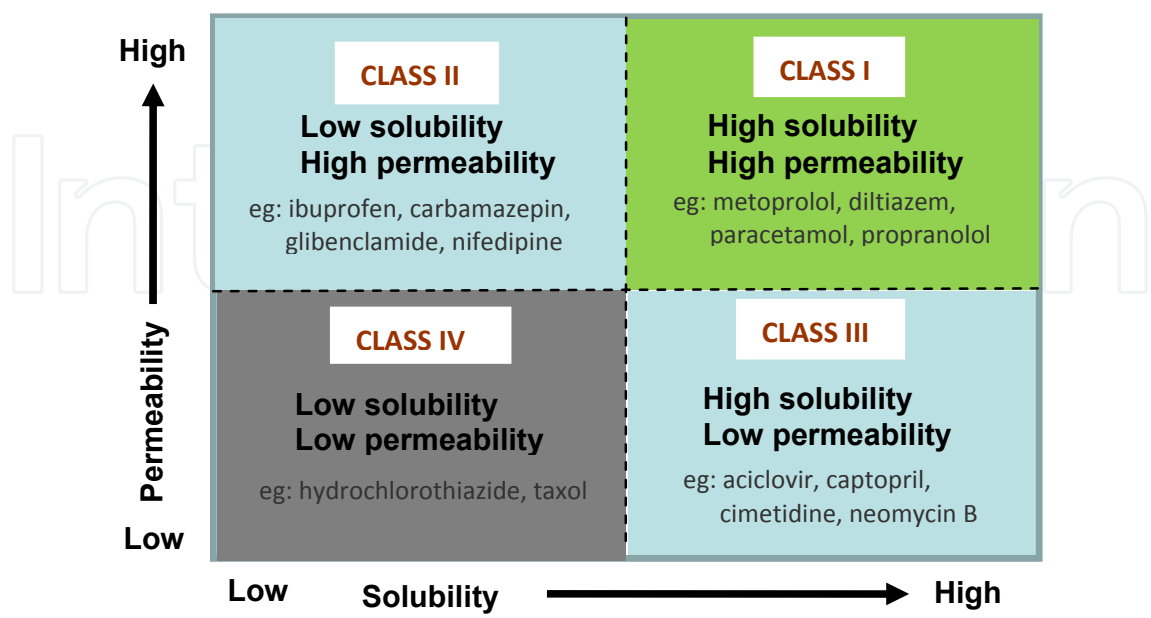 High
CLASS II
Low solubility
High permeability
eg: ibuprofen, carbamazepin,
glibenclamide, nifedipine
CLASS I
High solubility
High permeability
eg: metoprolol, diltiazem,
paracetamol, propranolol
Permeability
CLASS IV
Low solubility
Low permeability
eg: hydrochlorothiazide, taxol
CLASS III
High solubility
Low permeability
eg: aciclovir, captopril,
cimetidine, neomycin B
Low
Low
Solubility
High